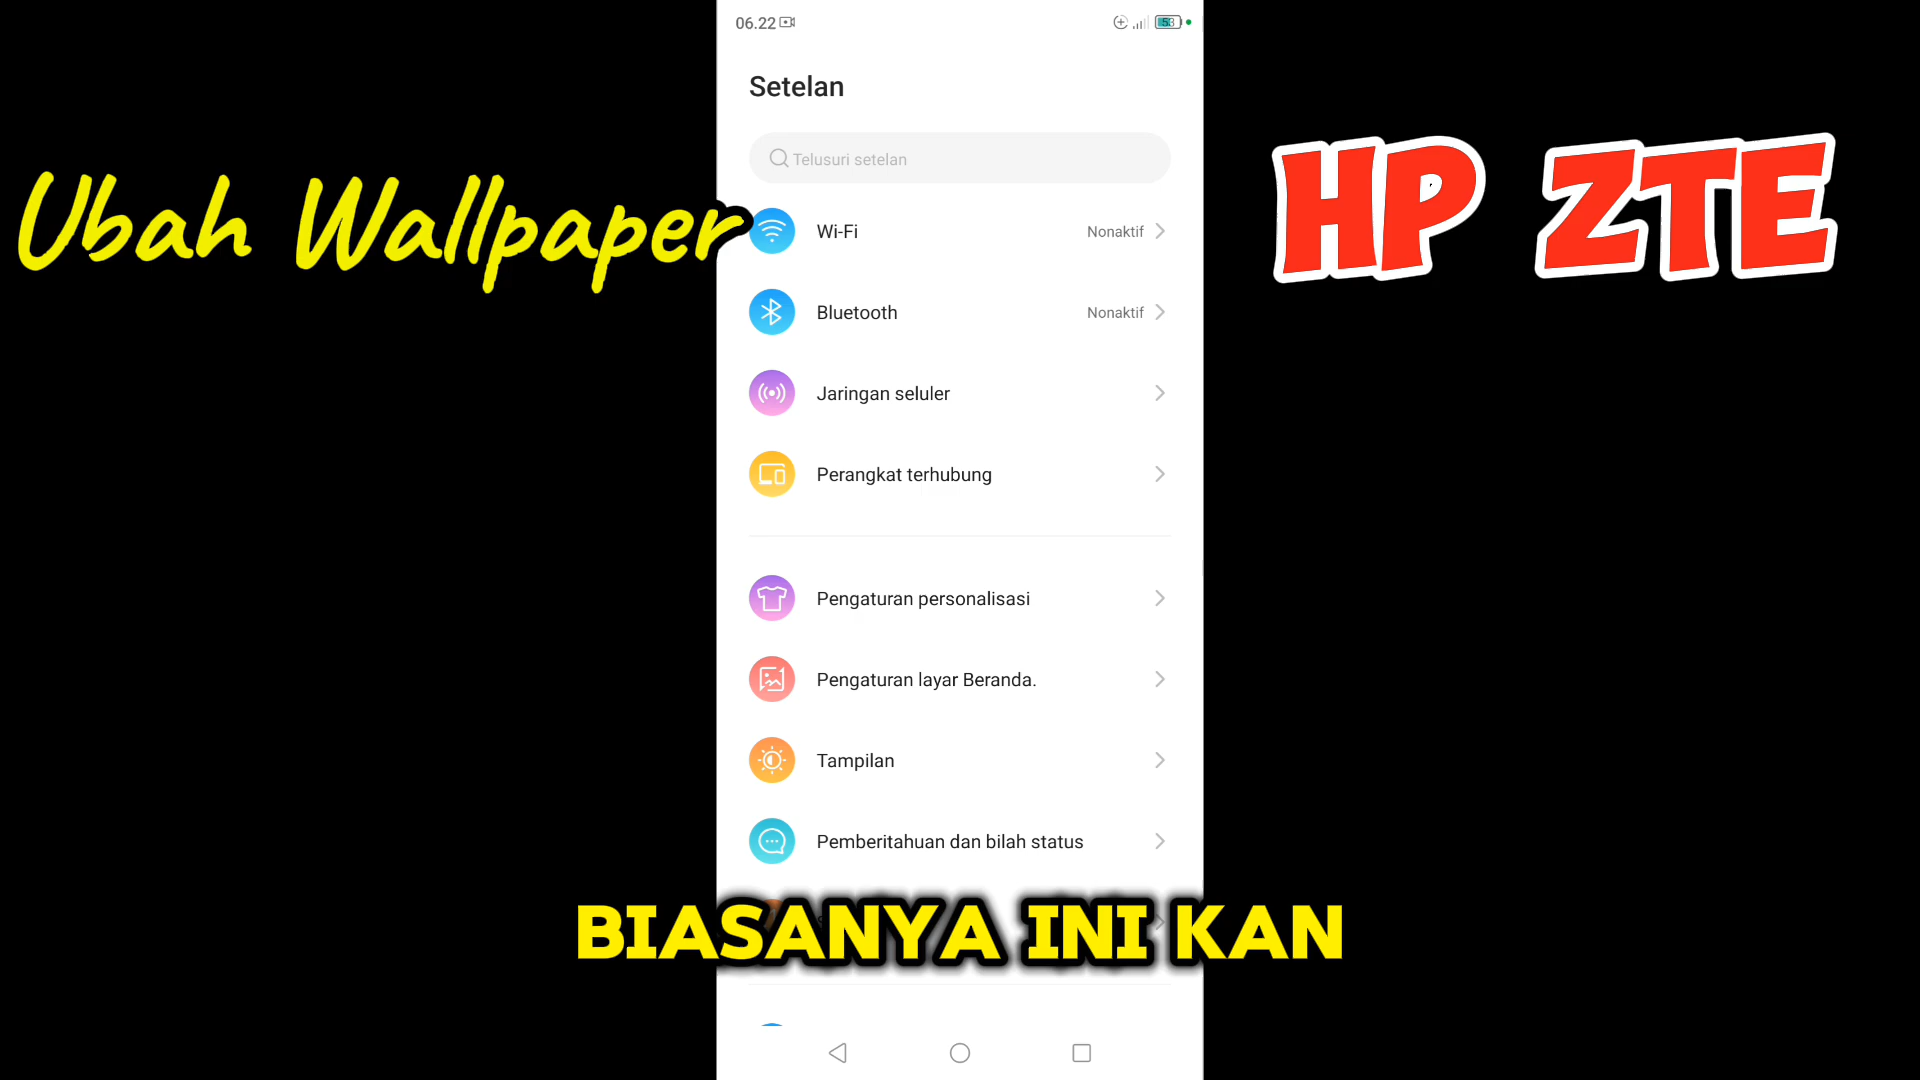 06.22
53
Setelan
Telusuri setelan
Ubah Wallpaper
HP ZTE
Wi-Fi Nonaktif
Bluetooth Nonaktif
Jaringan seluler
Perangkat terhubung
Pengaturan personalisasi
Pengaturan layar Beranda.
Tampilan
Pemberitahuan dan bilah status
BIASANYA INI KAN